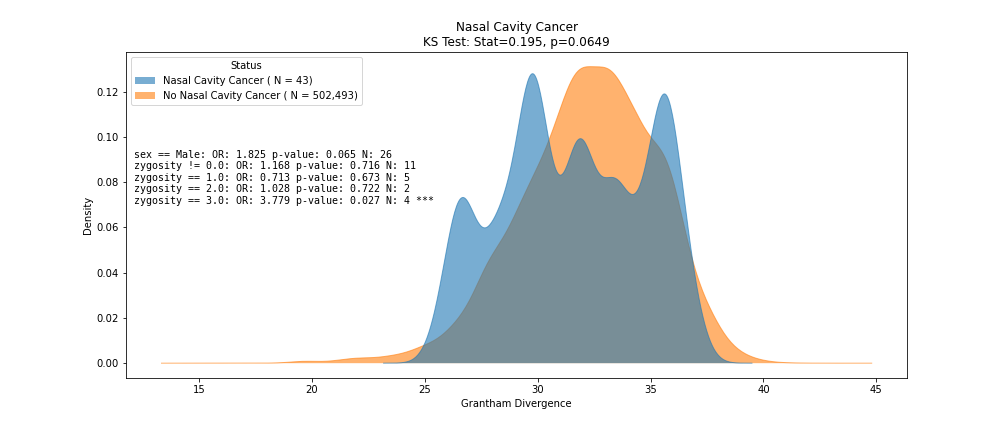 Nasal Cavity Cancer
KS Test: Stat=0.195, p=0.0649
Status
Nasal Cavity Cancer ( N = 43)
No Nasal Cavity Cancer ( N = 502,493)
sex == Male: OR: 1.825 p-value: 0.065 N: 26
zygosity != 0.0: OR: 1.168 p-value: 0.716 N: 11
zygosity == 1.0: OR: 0.713 p-value: 0.673 N: 5
zygosity == 2.0: OR: 1.028 p-value: 0.722 N: 2
zygosity == 3.0: OR: 3.779 p-value: 0.027 N: 4 ***
Density
0.12
0.10
0.08
0.06
0.04
0.02
0.00
15 20 25 30 35 40 45
Grantham Divergence